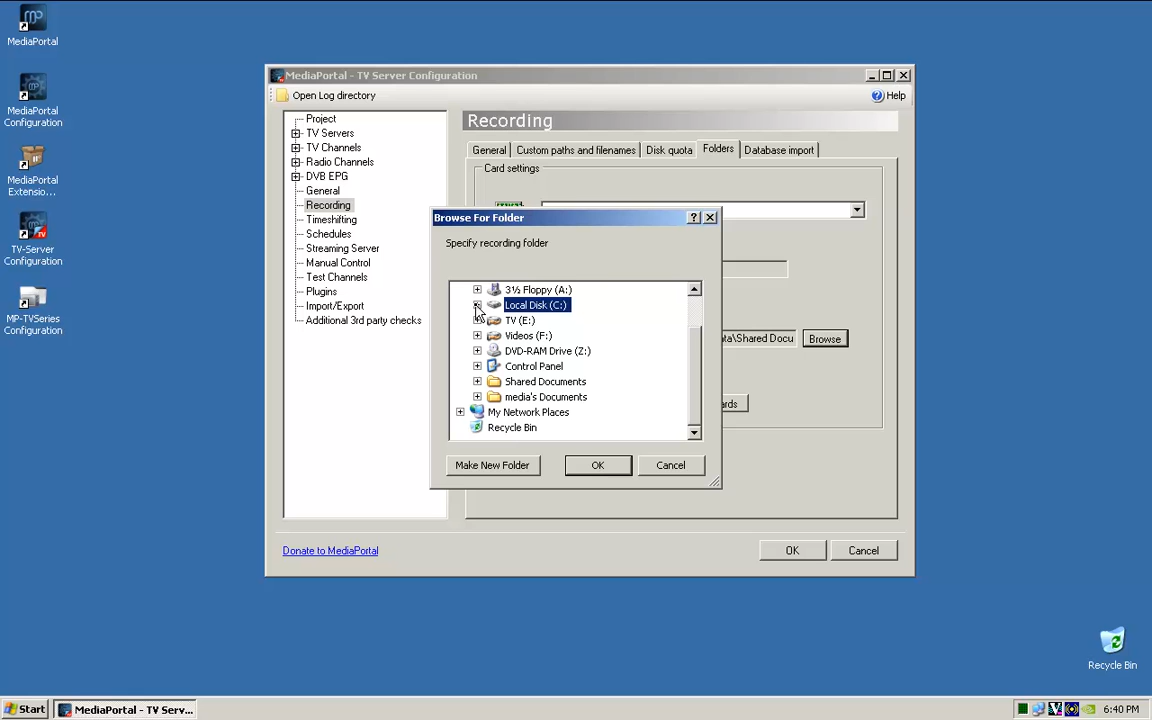 MediaPortal
MediaPortal
Configuration
MediaPortal
Extensio...
TV-Server
Configuration
MP-TVSeries
Configuration
MediaPortal - TV Server Configuration
Open Log directory
Help
Project
TV Servers
TV Channels
Radio Channels
DVB EPG
General
Recording
Timeshifting
Schedules
Streaming Server
Manual Control
Test Channels
Plugins
Import/Export
Additional 3rd party checks
Recording
General
Custom paths and filenames
Disk quota
Folders
Database import
Card settings
Browse For Folder
Specify recording folder
3½ Floppy (A:)
Local Disk (C:)
TV (E:)
Videos (F:)
DVD-RAM Drive (Z:)
Control Panel
Shared Documents
media's Documents
My Network Places
Recycle Bin
Make New Folder
OK
Cancel
ta\Shared Docu
Browse
ards
Donate to MediaPortal
OK
Cancel
Recycle Bin
Start
MediaPortal - TV Serv...
6:40 PM